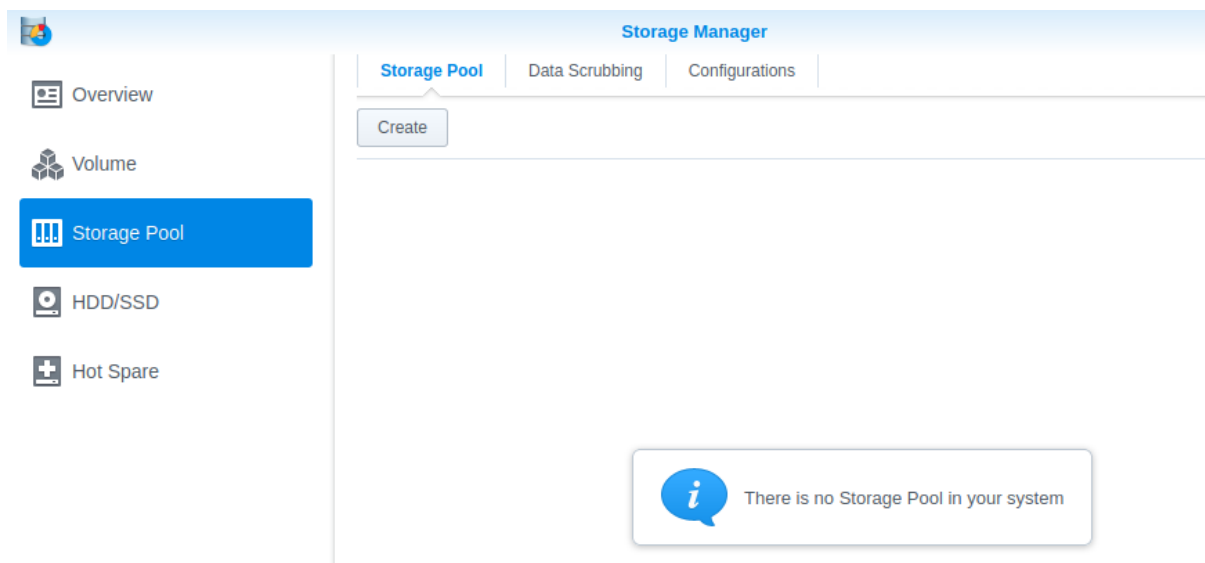 Storage Manager
Overview
Volume
Storage Pool
HDD/SSD
Hot Spare
Storage Pool Data Scrubbing Configurations
Create
There is no Storage Pool in your system